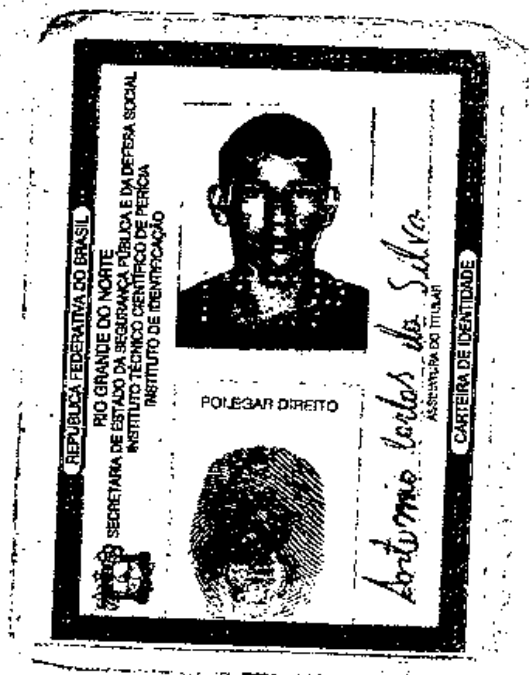 REPÚBLICA FEDERATIVA DO BRASIL
RIO GRANDE DO NORTE
SECRETARIA DE ESTADO DA SEGURANÇA PÚBLICA E DA DEFESA SOCIAL
INSTITUTO TÉCNICO CIENTÍFICO DE PERÍCIA
INSTITUTO DE IDENTIFICAÇÃO
POLEGAR DIREITO
Antonio Carlos da Silva
ASSINATURA DO TITULAR
CARTEIRA DE IDENTIDADE